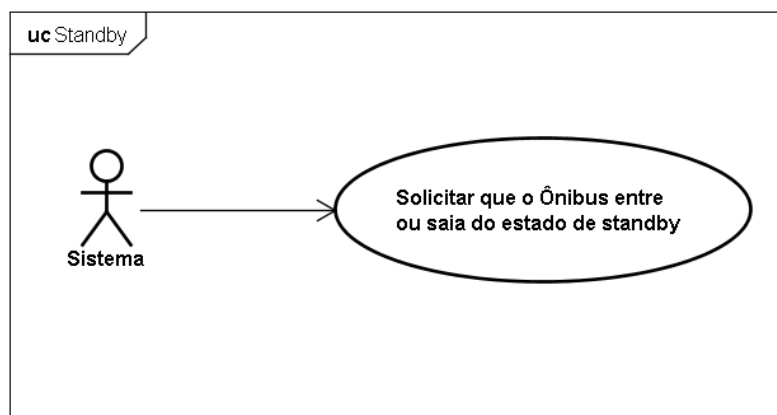 uc Standby
Solicitar que o Ônibus entre
ou saia do estado de standby
Sistema